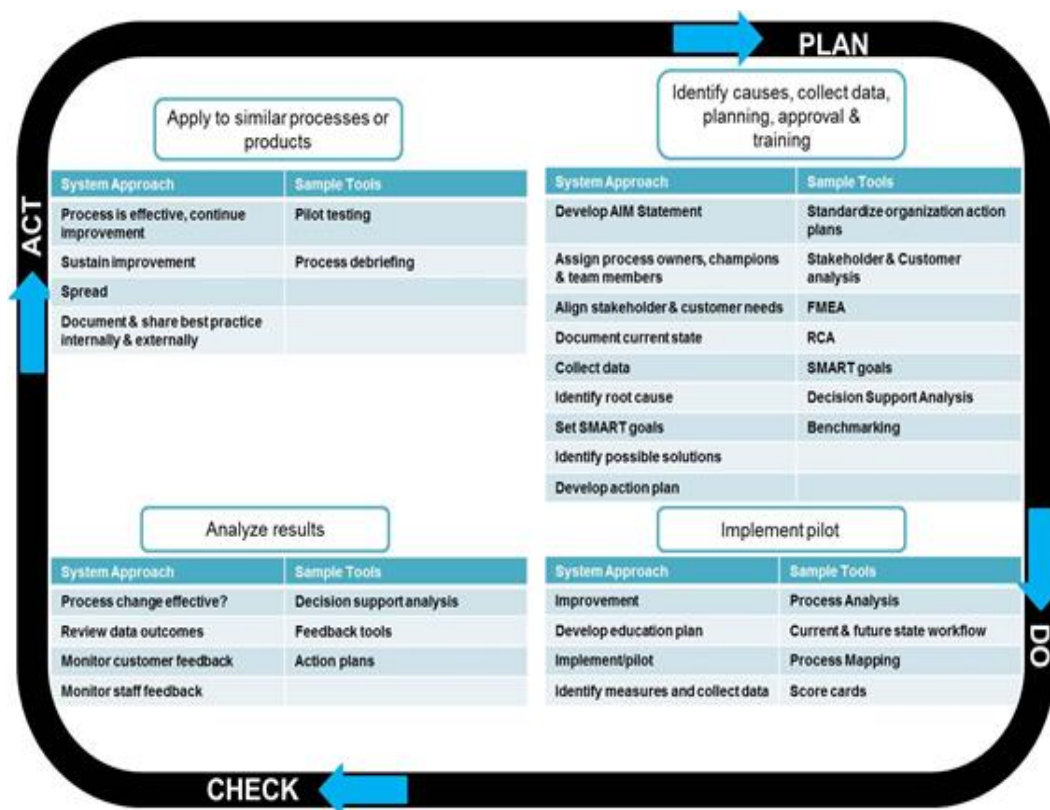 PLAN
Identify causes, collect data,
planning, approval &
training
System Approach Sample Tools
Develop AIM Statement Standardize organization action
plans
Assign process owners, champions Stakeholder & Customer
& team members analysis
Align stakeholder & customer needs FMEA
Document current state RCA
Collect data SMART goals
Identify root cause Decision Support Analysis
Set SMART goals Benchmarking
Identify possible solutions
Develop action plan
DO
Implement pilot
System Approach Sample Tools
Improvement Process Analysis
Develop education plan Current & future state workflow
Implement/pilot Process Mapping
Identify measures and collect data Score cards
CHECK
Analyze results
System Approach Sample Tools
Process change effective? Decision support analysis
Review data outcomes Feedback tools
Monitor customer feedback Action plans
Monitor staff feedback
ACT
Apply to similar processes or
products
System Approach Sample Tools
Process is effective, continue Pilot testing
improvement
Sustain improvement Process debriefing
Spread
Document & share best practice
internally & externally